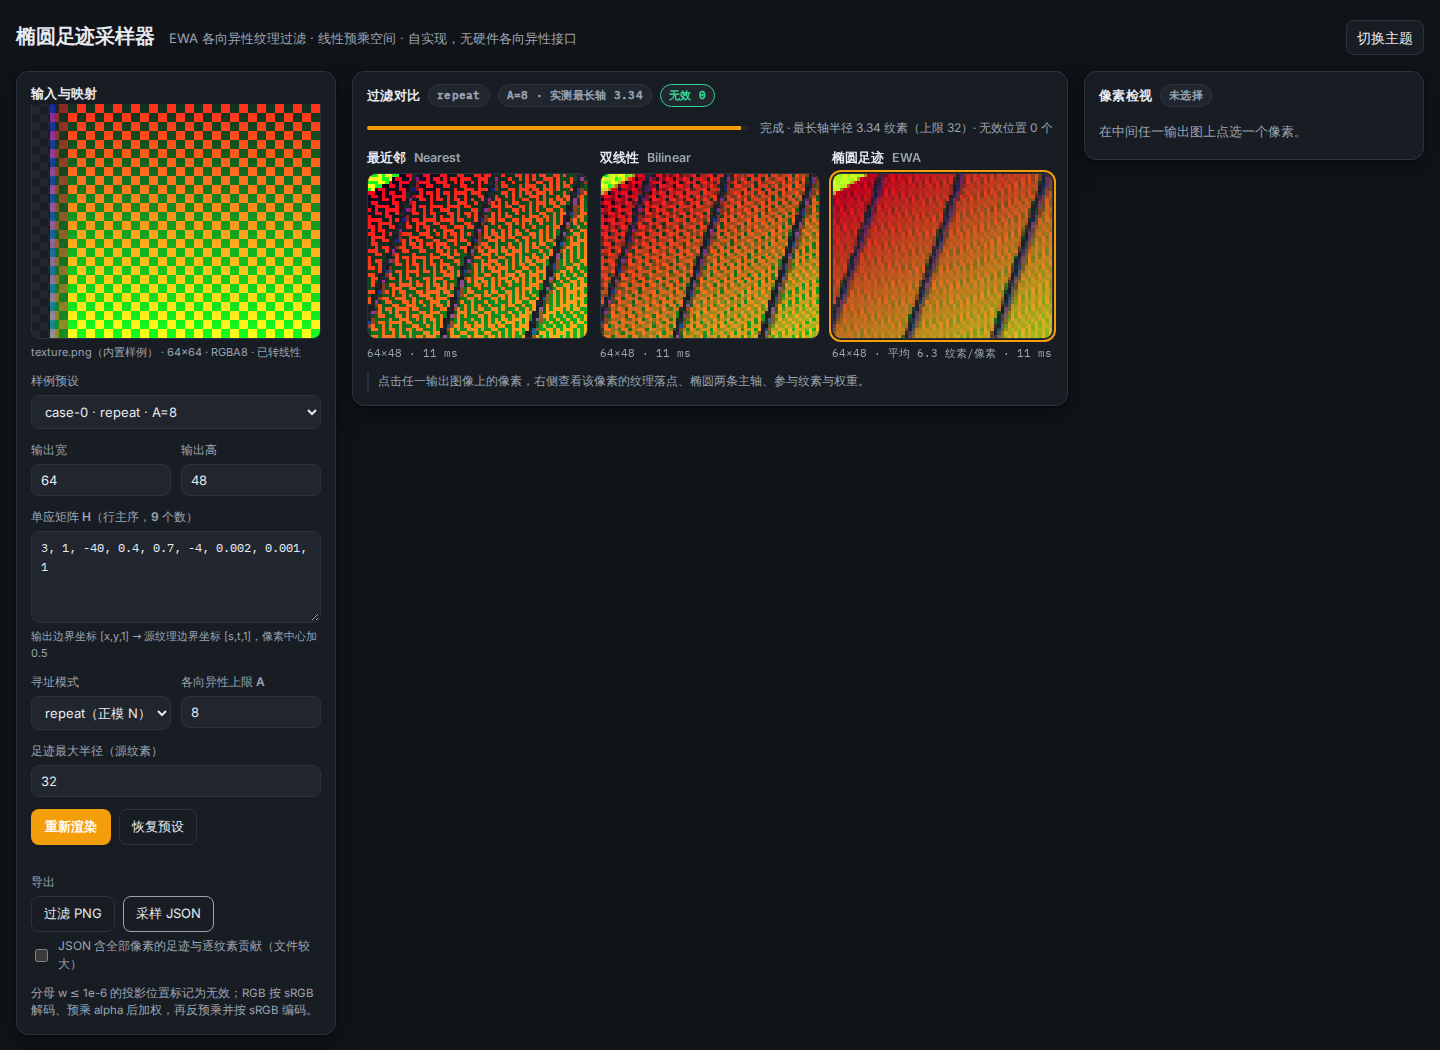 椭圆足迹采样器 EWA 各向异性纹理过滤 · 线性预乘空间 · 自实现，无硬件各向异性接口
切换主题
输入与映射
texture.png（内置样例） · 64×64 · RGBA8 · 已转线性
样例预设
case-0 · repeat · A=8
输出宽 输出高
64 48
单应矩阵 H（行主序，9 个数）
3, 1, -40, 0.4, 0.7, -4, 0.002, 0.001,
1
输出边界坐标 [x,y,1] → 源纹理边界坐标 [s,t,1]，像素中心加
0.5
寻址模式 各向异性上限 A
repeat（正模 N） 8
足迹最大半径（源纹素）
32
重新渲染 恢复预设
导出
过滤 PNG 采样 JSON
JSON 含全部像素的足迹与逐纹素贡献（文件较
大）
分母 w ≤ 1e-6 的投影位置标记为无效；RGB 按 sRGB
解码、预乘 alpha 后加权，再反预乘并按 sRGB 编码。
过滤对比 repeat A=8 · 实测最长轴 3.34 无效 0
完成 · 最长轴半径 3.34 纹素（上限 32）· 无效位置 0 个
最近邻 Nearest 双线性 Bilinear 椭圆足迹 EWA
64×48 · 11 ms 64×48 · 11 ms 64×48 · 平均 6.3 纹素/像素 · 11 ms
点击任一输出图像上的像素，右侧查看该像素的纹理落点、椭圆两条主轴、参与纹素与权重。
像素检视 未选择
在中间任一输出图上点选一个像素。